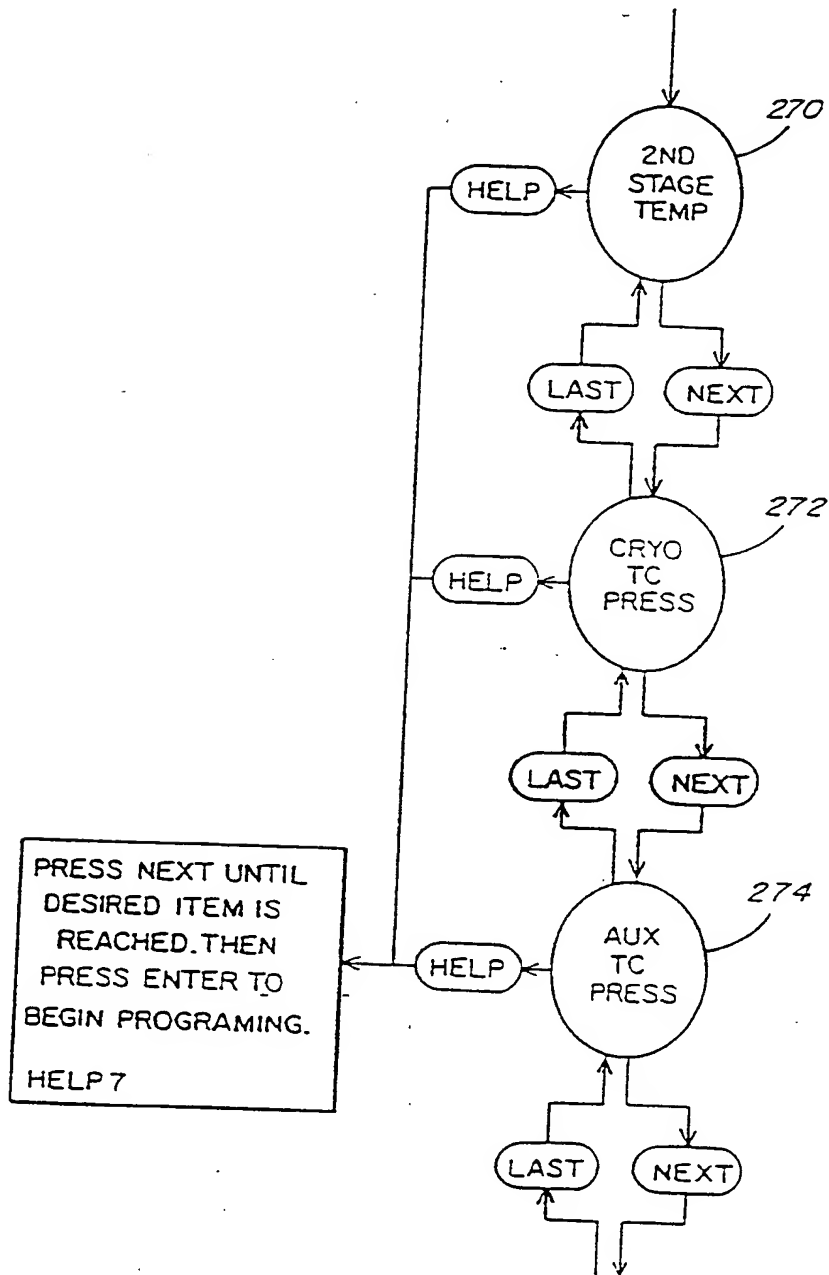 270
2ND
STAGE
TEMP
HELP
LAST
NEXT
272
CRYO
TC
PRESS
HELP
LAST
NEXT
274
AUX
TC
PRESS
HELP
PRESS NEXT UNTIL
DESIRED ITEM IS
REACHED. THEN
PRESS ENTER TO
BEGIN PROGRAMING.
HELP 7
LAST
NEXT